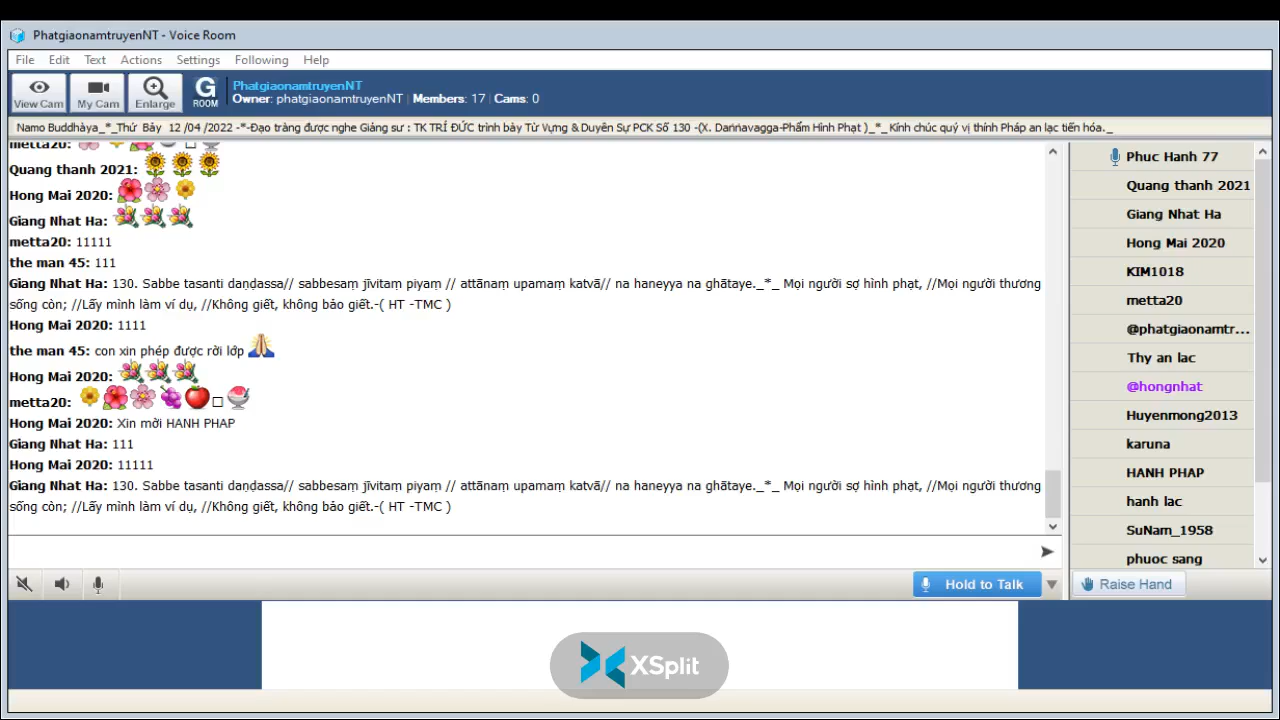 PhatgiaonamtruyenNT - Voice Room
File Edit Text Actions Settings Following Help
View Cam My Cam Enlarge G ROOM
PhatgiaonamtruyenNT
Owner: phatgiaonamtruyenNT | Members: 17 | Cams: 0
Namo Buddhàya_*_Thứ Bảy 12 /04 /2022 -*-Đạo tràng được nghe Giảng sư : TK TRÍ ĐỨC trình bày Từ Vựng & Duyên Sự PCK Số 130 -(X. Daṇṇavagga-Phẩm Hình Phạt )_*_ Kính chúc quý vị thính Pháp an lạc tiến hóa._
metta20:
Quang thanh 2021:
Hong Mai 2020:
Giang Nhat Ha:
metta20: 11111
the man 45: 111
Giang Nhat Ha: 130. Sabbe tasanti daṇḍassa// sabbesaṃ jīvitaṃ piyaṃ // attānaṃ upamaṃ katvā// na haneyya na ghātaye._*_ Mọi người sợ hình phạt, //Mọi người thương
sống còn; //Lấy mình làm ví dụ, //Không giết, không bảo giết.-( HT -TMC )
Hong Mai 2020: 1111
the man 45: con xin phép được rời lớp
Hong Mai 2020:
metta20:
Hong Mai 2020: Xin mời HANH PHAP
Giang Nhat Ha: 111
Hong Mai 2020: 11111
Giang Nhat Ha: 130. Sabbe tasanti daṇḍassa// sabbesaṃ jīvitaṃ piyaṃ // attānaṃ upamaṃ katvā// na haneyya na ghātaye._*_ Mọi người sợ hình phạt, //Mọi người thương
sống còn; //Lấy mình làm ví dụ, //Không giết, không bảo giết.-( HT -TMC )
Phuc Hanh 77
Quang thanh 2021
Giang Nhat Ha
Hong Mai 2020
KIM1018
metta20
@phatgiaonamtr...
Thy an lac
@hongnhat
Huyenmong2013
karuna
HANH PHAP
hanh lac
SuNam_1958
phuoc sang
Hold to Talk
Raise Hand
XSplit